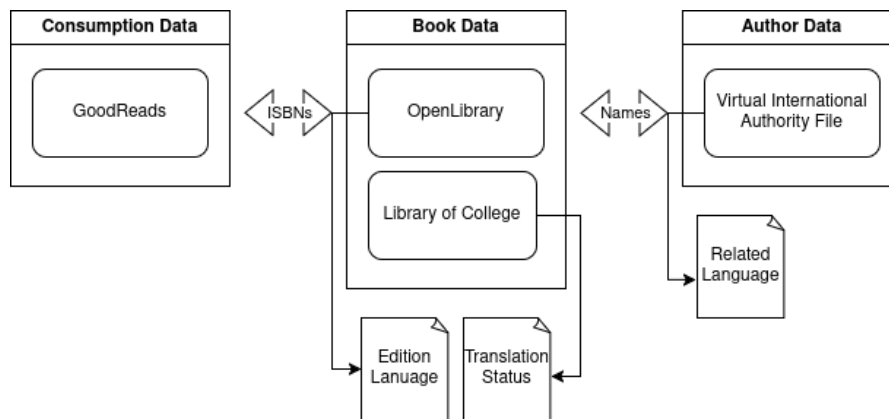 Consumption Data
Book Data
Author Data
GoodReads
ISBNs
OpenLibrary
Names
Virtual International
Authority File
Library of College
Related
Language
Edition
Lanuage
Translation
Status